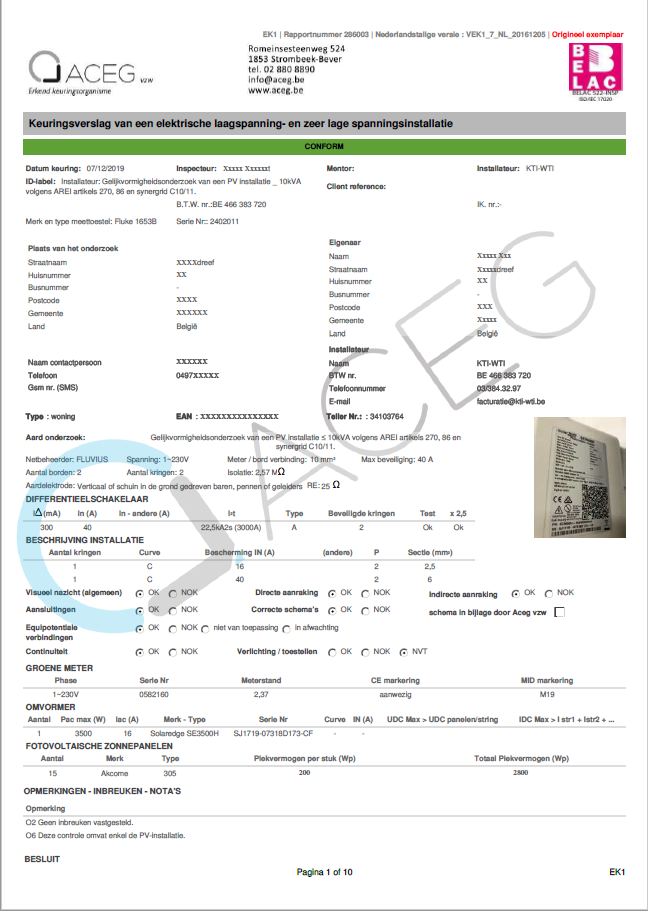 EK1 | Rapportnummer 286003 | Nederlandstalige versie : VEK1_7_NL_20161205 | Origineel exemplaar
ACEG vzw
Erkend keuringsorganisme
Romeinsesteenweg 524
1853 Strombeek-Bever
tel. 02 880 8890
info@aceg.be
www.aceg.be
BELAC
BELAC 522-INSP
ISO/IEC 17020
Keuringsverslag van een elektrische laagspanning- en zeer lage spanningsinstallatie
CONFORM
Datum keuring: 07/12/2019 Inspecteur: Xxxxx Xxxxxxt Mentor: Installateur: KTI-WTI
ID-label: Installateur: Gelijkvormigheidsonderzoek van een PV installatie _ 10kVA
volgens AREI artikels 270, 86 en synergrid C10/11.
Client reference:
B.T.W. nr.:BE 466 383 720 IK. nr.:-
Merk en type meettoestel: Fluke 1653B Serie Nr.: 2402011
Plaats van het onderzoek
Straatnaam XXXXdreef
Huisnummer XX
Busnummer -
Postcode XXXX
Gemeente XXXXXX
Land België
Eigenaar
Naam Xxxxx Xxx
Straatnaam Xxxxxdreef
Huisnummer XX
Busnummer -
Postcode XXX
Gemeente Xxxxx
Land België
Naam contactpersoon XXXXXX
Telefoon 0497XXXXX
Gsm nr. (SMS)
Installateur
Naam KTI-WTI
BTW nr. BE 466 383 720
Telefoonnummer 03/384.32.97
E-mail facturatie@kti-wti.be
Type : woning EAN : XXXXXXXXXXXXXXX Teller Nr.: : 34103764
Aard onderzoek: Gelijkvormigheidsonderzoek van een PV installatie ≤ 10kVA volgens AREI artikels 270, 86 en
synergrid C10/11.
Netbeheerder: FLUVIUS Spanning: 1~230V Meter / bord verbinding: 10 mm² Max beveiliging: 40 A
Aantal borden: 2 Aantal kringen: 2 Isolatie: 2,57 MΩ
Aardelektrode: Verticaal of schuin in de grond gedreven baren, pennen of geleiders RE: 25 Ω
DIFFERENTIEELSCHAKELAAR
IΔ (mA) In (A) In - andere (A) I²t Type Beveiligde kringen Test x 2,5
300 40 22,5kA2s (3000A) A 2 Ok Ok
BESCHRIJVING INSTALLATIE
Aantal kringen Curve Bescherming IN (A) (andere) P Sectie (mm²)
1 C 16 2 2,5
1 C 40 2 6
Visueel nazicht (algemeen) OK NOK Directe aanraking OK NOK Indirecte aanraking OK NOK
Aansluitingen OK NOK Correcte schema's OK NOK schema in bijlage door Aceg vzw
Equipotentiale verbindingen OK NOK niet van toepassing in afwachting
Continuïteit OK NOK Verlichting / toestellen OK NOK NVT
GROENE METER
Phase Serie Nr Meterstand CE markering MID markering
1~230V 0582160 2,37 aanwezig M19
OMVORMER
Aantal Pac max (W) Iac (A) Merk - Type Serie Nr Curve IN (A) UDC Max > UDC panelen/string IDC Max > I str1 + Istr2 + ...
1 3500 16 Solaredge SE3500H SJ1719-07318D173-CF - -
FOTOVOLTAISCHE ZONNEPANELEN
Aantal Merk Type Piekvermogen per stuk (Wp) Totaal Piekvermogen (Wp)
15 Akcome 305 200 2800
OPMERKINGEN - INBREUKEN - NOTA'S
Opmerking
O2 Geen inbreuken vastgesteld.
O6 Deze controle omvat enkel de PV-installatie.
BESLUIT
Pagina 1 of 10 EK1